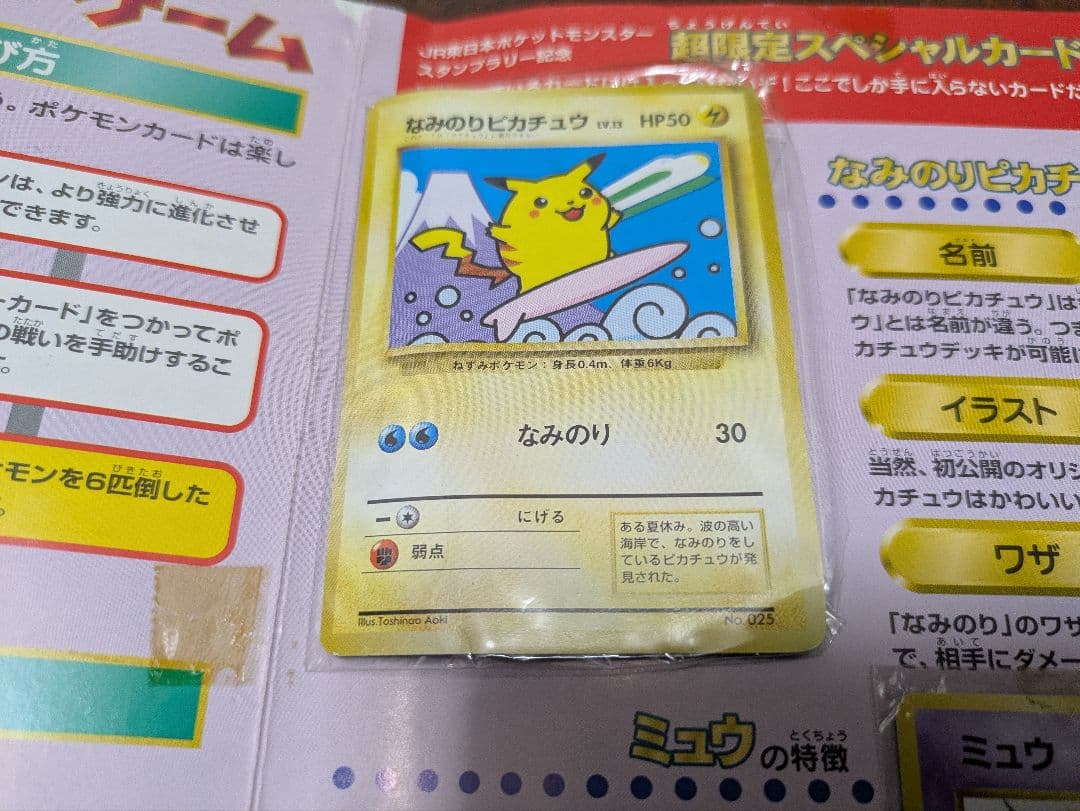 ゲーム
び方
う。ポケモンカードは楽し
ンは、より強力に進化させ
できます。
ーカード」をつかってポ
の戦いを手助けするこ
。
モンを6匹倒した
。
JR東日本ポケットモンスター
スタンプラリー記念
超限定スペシャルカード
！ここでしか手に入らないカードだ
なみのりピカチュウ LV.13 HP50
ねずみポケモン：身長0.4m、体重6Kg
なみのり 30
にげる
弱点
ある夏休み。波の高い
海岸で、なみのりをし
ているピカチュウが発
見された。
Illus.Toshinao Aoki No.025
なみのりピカチ
名前
「なみのりピカチュウ」は
ウ」とは名前が違う。つ
カチュウデッキが可能に
イラスト
当然、初公開のオリジ
カチュウはかわいい
ワザ
「なみのり」のワザ
で、相手にダメー
ミュウの特徴
ミュウ